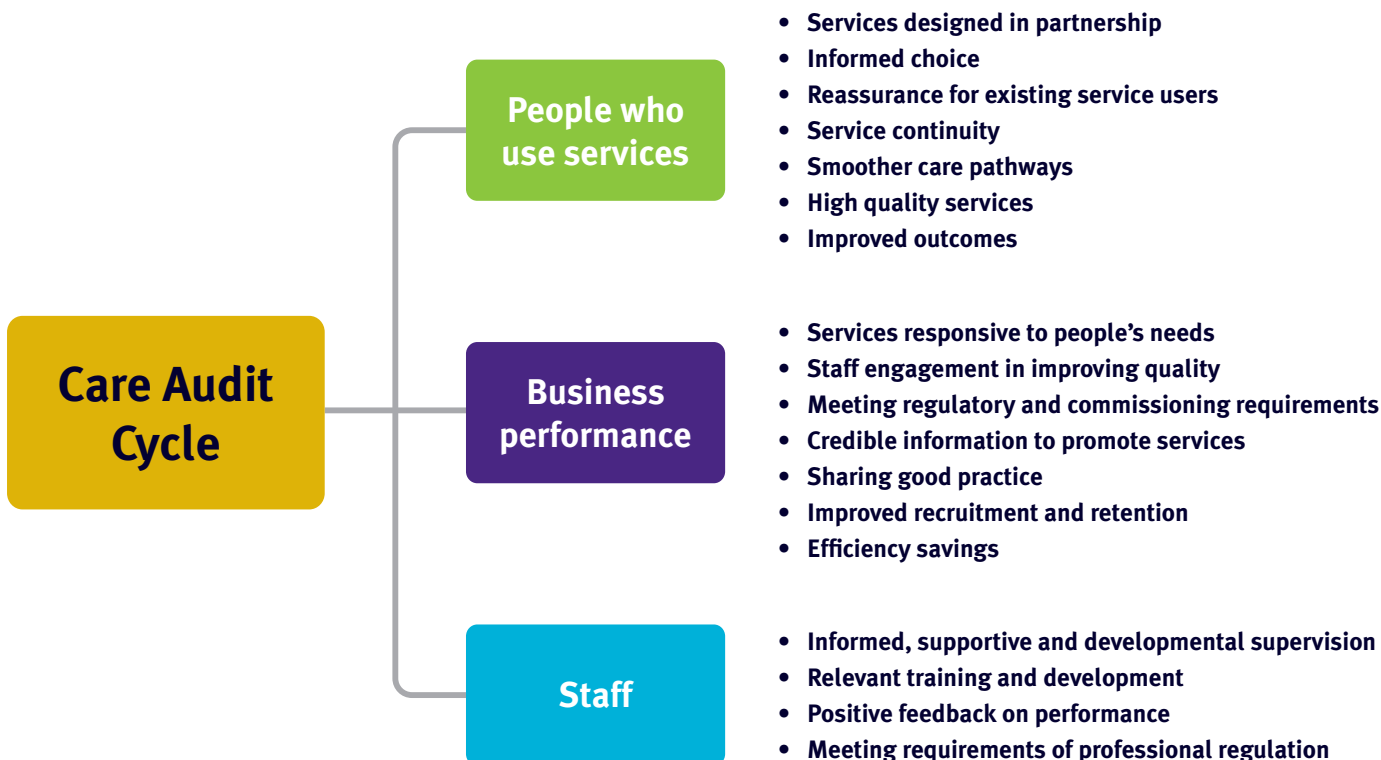 Care Audit
Cycle
People who
use services
• Services designed in partnership
• Informed choice
• Reassurance for existing service users
• Service continuity
• Smoother care pathways
• High quality services
• Improved outcomes
Business
performance
• Services responsive to people’s needs
• Staff engagement in improving quality
• Meeting regulatory and commissioning requirements
• Credible information to promote services
• Sharing good practice
• Improved recruitment and retention
• Efficiency savings
Staff
• Informed, supportive and developmental supervision
• Relevant training and development
• Positive feedback on performance
• Meeting requirements of professional regulation